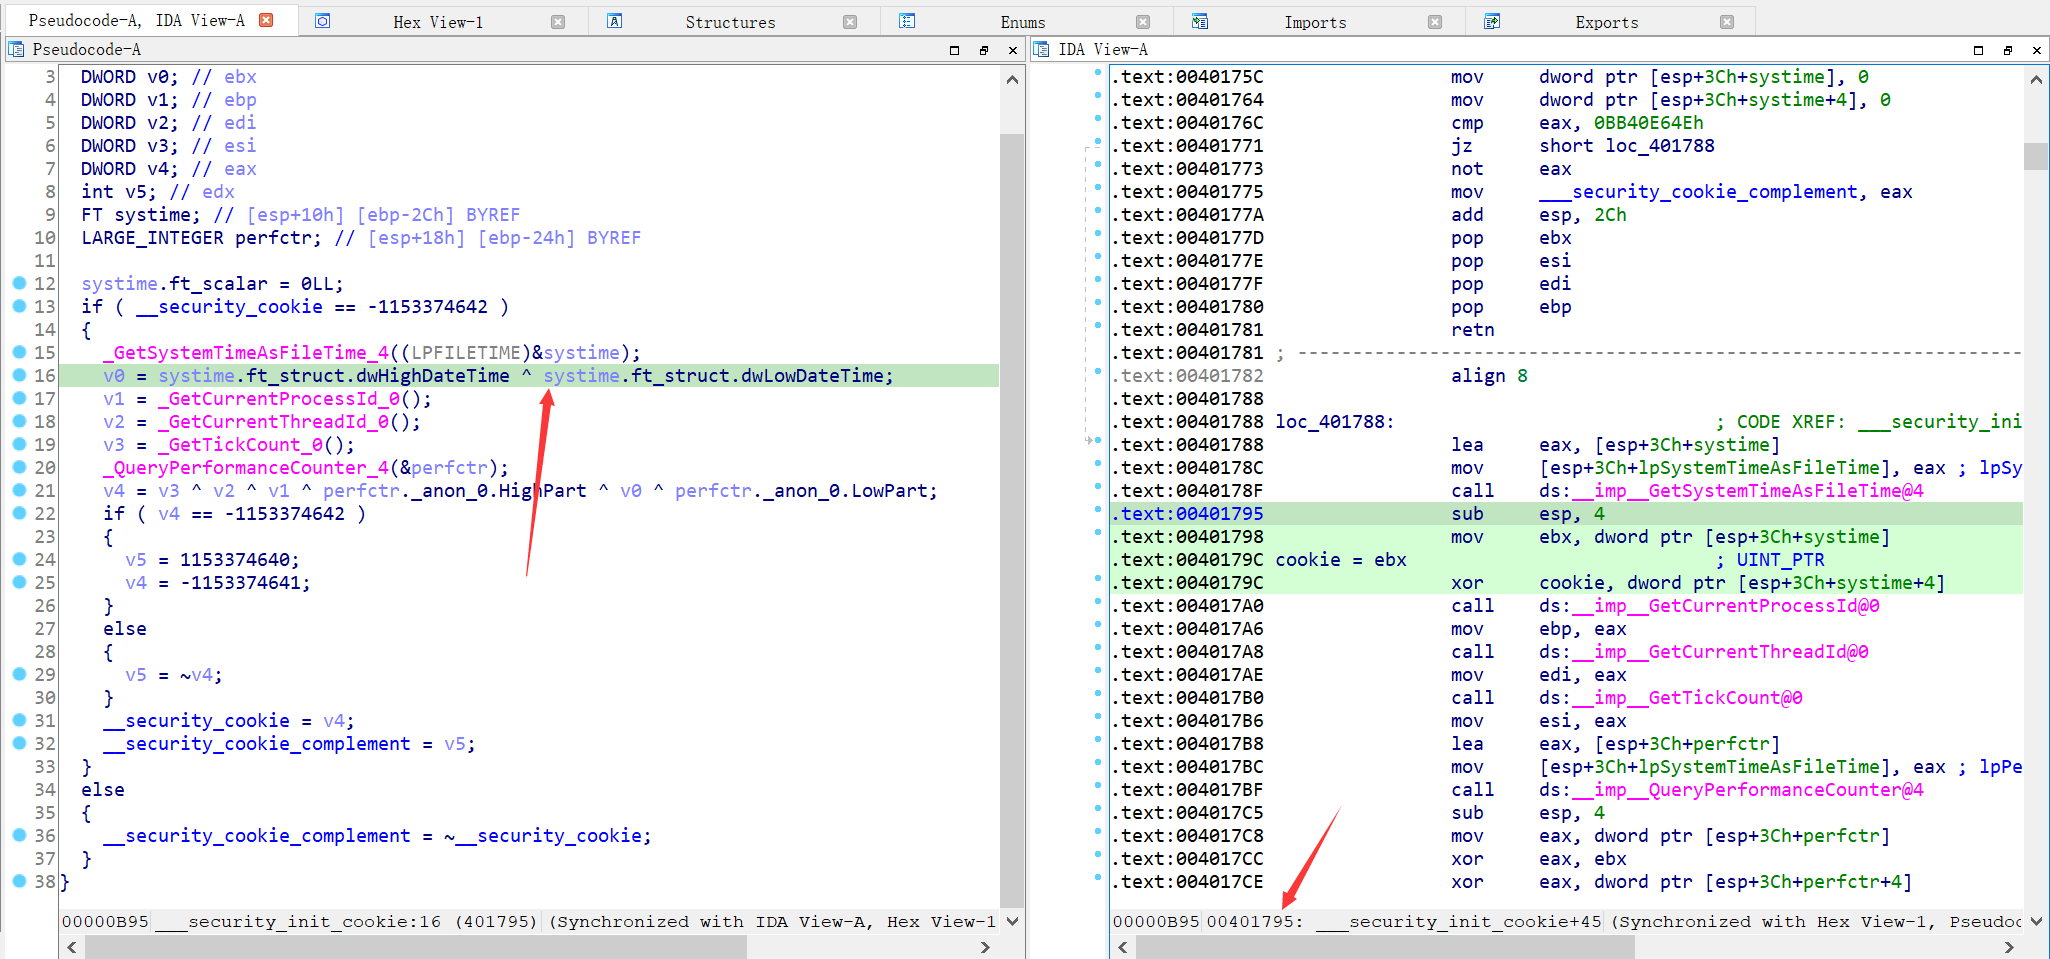 Pseudocode-A, IDA View-A
Hex View-1
Structures
Enums
Imports
Exports
Pseudocode-A
3 DWORD v0; // ebx
4 DWORD v1; // ebp
5 DWORD v2; // edi
6 DWORD v3; // esi
7 DWORD v4; // eax
8 int v5; // edx
9 FT systime; // [esp+10h] [ebp-2Ch] BYREF
10 LARGE_INTEGER perfctr; // [esp+18h] [ebp-24h] BYREF
11
12 systime.ft_scalar = 0LL;
13 if ( __security_cookie == -1153374642 )
14 {
15 _GetSystemTimeAsFileTime_4((LPFILETIME)&systime);
16 v0 = systime.ft_struct.dwHighDateTime ^ systime.ft_struct.dwLowDateTime;
17 v1 = _GetCurrentProcessId_0();
18 v2 = _GetCurrentThreadId_0();
19 v3 = _GetTickCount_0();
20 _QueryPerformanceCounter_4(&perfctr);
21 v4 = v3 ^ v2 ^ v1 ^ perfctr._anon_0.HighPart ^ v0 ^ perfctr._anon_0.LowPart;
22 if ( v4 == -1153374642 )
23 {
24 v5 = 1153374640;
25 v4 = -1153374641;
26 }
27 else
28 {
29 v5 = ~v4;
30 }
31 __security_cookie = v4;
32 __security_cookie_complement = v5;
33 }
34 else
35 {
36 __security_cookie_complement = ~__security_cookie;
37 }
38 }
00000B95 ___security_init_cookie:16 (401795) (Synchronized with IDA View-A, Hex View-1
IDA View-A
.text:0040175C mov dword ptr [esp+3Ch+systime], 0
.text:00401764 mov dword ptr [esp+3Ch+systime+4], 0
.text:0040176C cmp eax, 0BB40E64Eh
.text:00401771 jz short loc_401788
.text:00401773 not eax
.text:00401775 mov ___security_cookie_complement, eax
.text:0040177A add esp, 2Ch
.text:0040177D pop ebx
.text:0040177E pop esi
.text:0040177F pop edi
.text:00401780 pop ebp
.text:00401781 retn
.text:00401781 ; ------------------------------------------------------------------
.text:00401782 align 8
.text:00401788
.text:00401788 loc_401788: ; CODE XREF: ___security_ini
.text:00401788 lea eax, [esp+3Ch+systime]
.text:0040178C mov [esp+3Ch+lpSystemTimeAsFileTime], eax ; lpSy
.text:0040178F call ds:__imp__GetSystemTimeAsFileTime@4
.text:00401795 sub esp, 4
.text:00401798 mov ebx, dword ptr [esp+3Ch+systime]
.text:0040179C cookie = ebx ; UINT_PTR
.text:0040179C xor cookie, dword ptr [esp+3Ch+systime+4]
.text:004017A0 call ds:__imp__GetCurrentProcessId@0
.text:004017A6 mov ebp, eax
.text:004017A8 call ds:__imp__GetCurrentThreadId@0
.text:004017AE mov edi, eax
.text:004017B0 call ds:__imp__GetTickCount@0
.text:004017B6 mov esi, eax
.text:004017B8 lea eax, [esp+3Ch+perfctr]
.text:004017BC mov [esp+3Ch+lpSystemTimeAsFileTime], eax ; lpPe
.text:004017BF call ds:__imp__QueryPerformanceCounter@4
.text:004017C5 sub esp, 4
.text:004017C8 mov eax, dword ptr [esp+3Ch+perfctr]
.text:004017CC xor eax, ebx
.text:004017CE xor eax, dword ptr [esp+3Ch+perfctr+4]
00000B95 00401795: ___security_init_cookie+45 (Synchronized with Hex View-1, Pseudoc